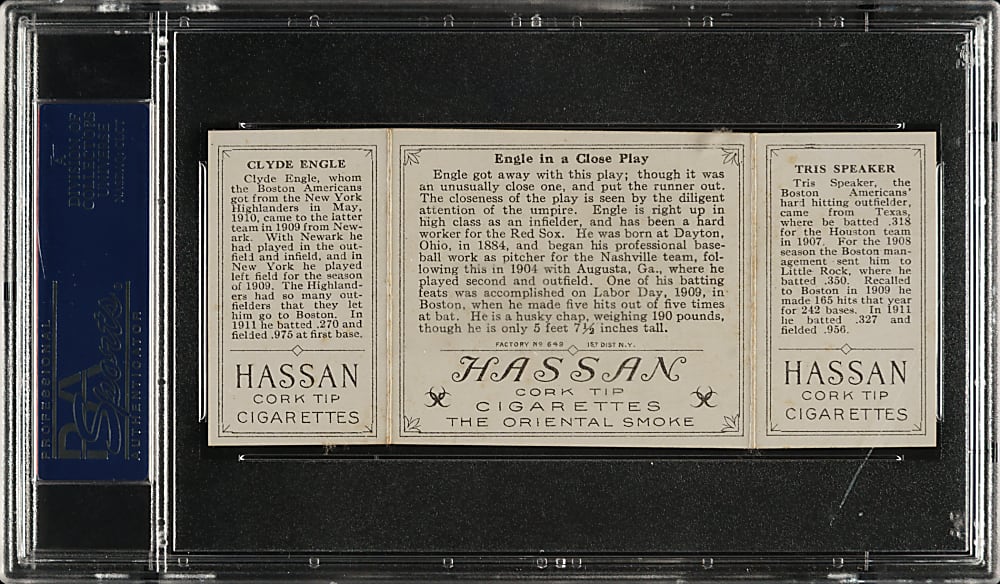 A
DIVISION OF
COLLECTORS
UNIVERSE
NASDAQ: CLCT
PROFESSIONAL
PSA
Sports
AUTHENTICATOR
CLYDE ENGLE
Clyde Engle, whom
the Boston Americans
got from the New York
Highlanders in May,
1910, came to the latter
team in 1909 from New-
ark. With Newark he
had played in the out-
field and infield, and in
New York he played
left field for the season
of 1909. The Highland-
ers had so many out-
fielders that they let
him go to Boston. In
1911 he batted .270 and
fielded .975 at first base.
HASSAN
CORK TIP
CIGARETTES
Engle in a Close Play
Engle got away with this play; though it was
an unusually close one, and put the runner out.
The closeness of the play is seen by the diligent
attention of the umpire. Engle is right up in
high class as an infielder, and has been a hard
worker for the Red Sox. He was born at Dayton,
Ohio, in 1884, and began his professional base-
ball work as pitcher for the Nashville team, fol-
lowing this in 1904 with Augusta, Ga., where he
played second and outfield. One of his batting
feats was accomplished on Labor Day, 1909, in
Boston, when he made five hits out of five times
at bat. He is a husky chap, weighing 190 pounds,
though he is only 5 feet 7½ inches tall.
FACTORY Nº 649 1ST DIST N.Y.
HASSAN
CORK TIP
CIGARETTES
THE ORIENTAL SMOKE
TRIS SPEAKER
Tris Speaker, the
Boston Americans'
hard hitting outfielder,
came from Texas,
where he batted .318
for the Houston team
in 1907. For the 1908
season the Boston man-
agement sent him to
Little Rock, where he
batted .350. Recalled
to Boston in 1909 he
made 165 hits that year
for 242 bases. In 1911
he batted .327 and
fielded .956.
HASSAN
CORK TIP
CIGARETTES